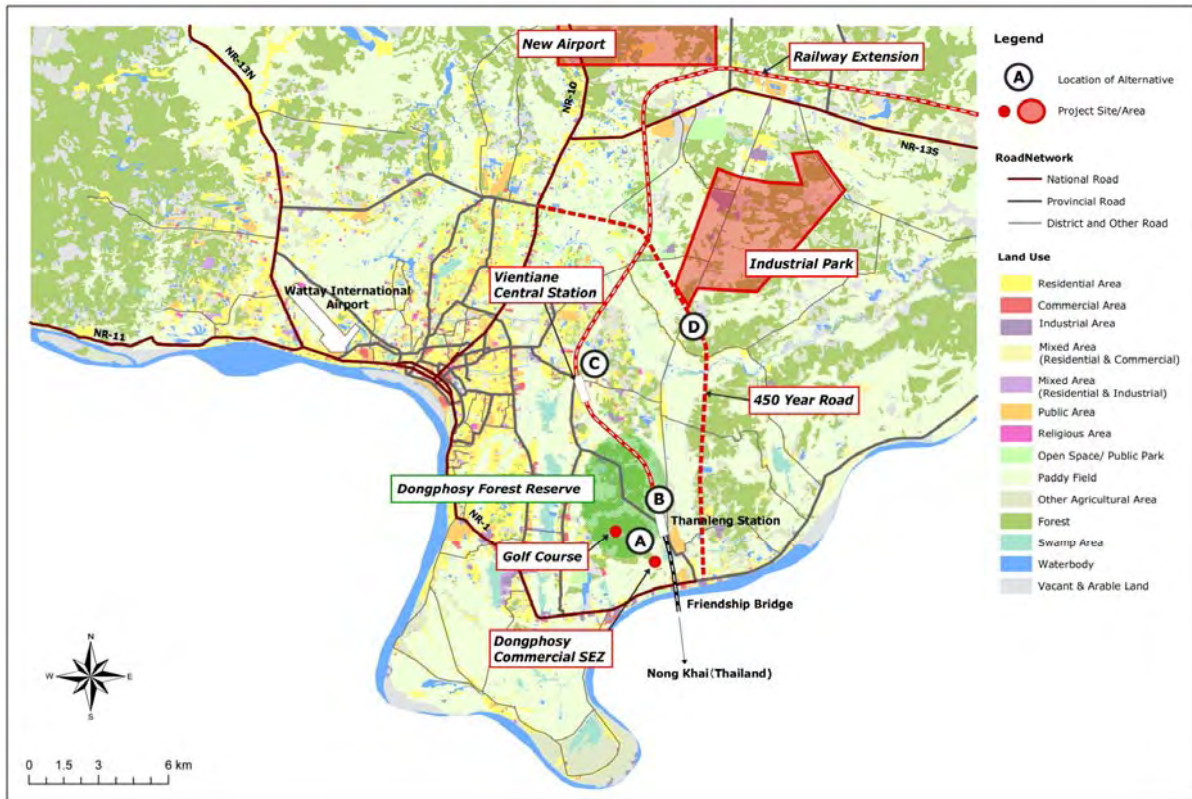 New Airport
Railway Extension
NR-13N
NR-10
NR-13S
Industrial Park
Vientiane
Central Station
Wattay International
Airport
NR-11
D
C
450 Year Road
Dongphosy Forest Reserve
B
Thanaleng Station
NR-1
A
Golf Course
Friendship Bridge
Dongphosy
Commercial SEZ
Nong Khai(Thailand)
N
W
E
S
0 1.5 3 6 km
Legend
A
Location of Alternative
Project Site/Area
RoadNetwork
National Road
Provincial Road
District and Other Road
Land Use
Residential Area
Commercial Area
Industrial Area
Mixed Area
(Residential & Commercial)
Mixed Area
(Residential & Industrial)
Public Area
Religious Area
Open Space/ Public Park
Paddy Field
Other Agricultural Area
Forest
Swamp Area
Waterbody
Vacant & Arable Land